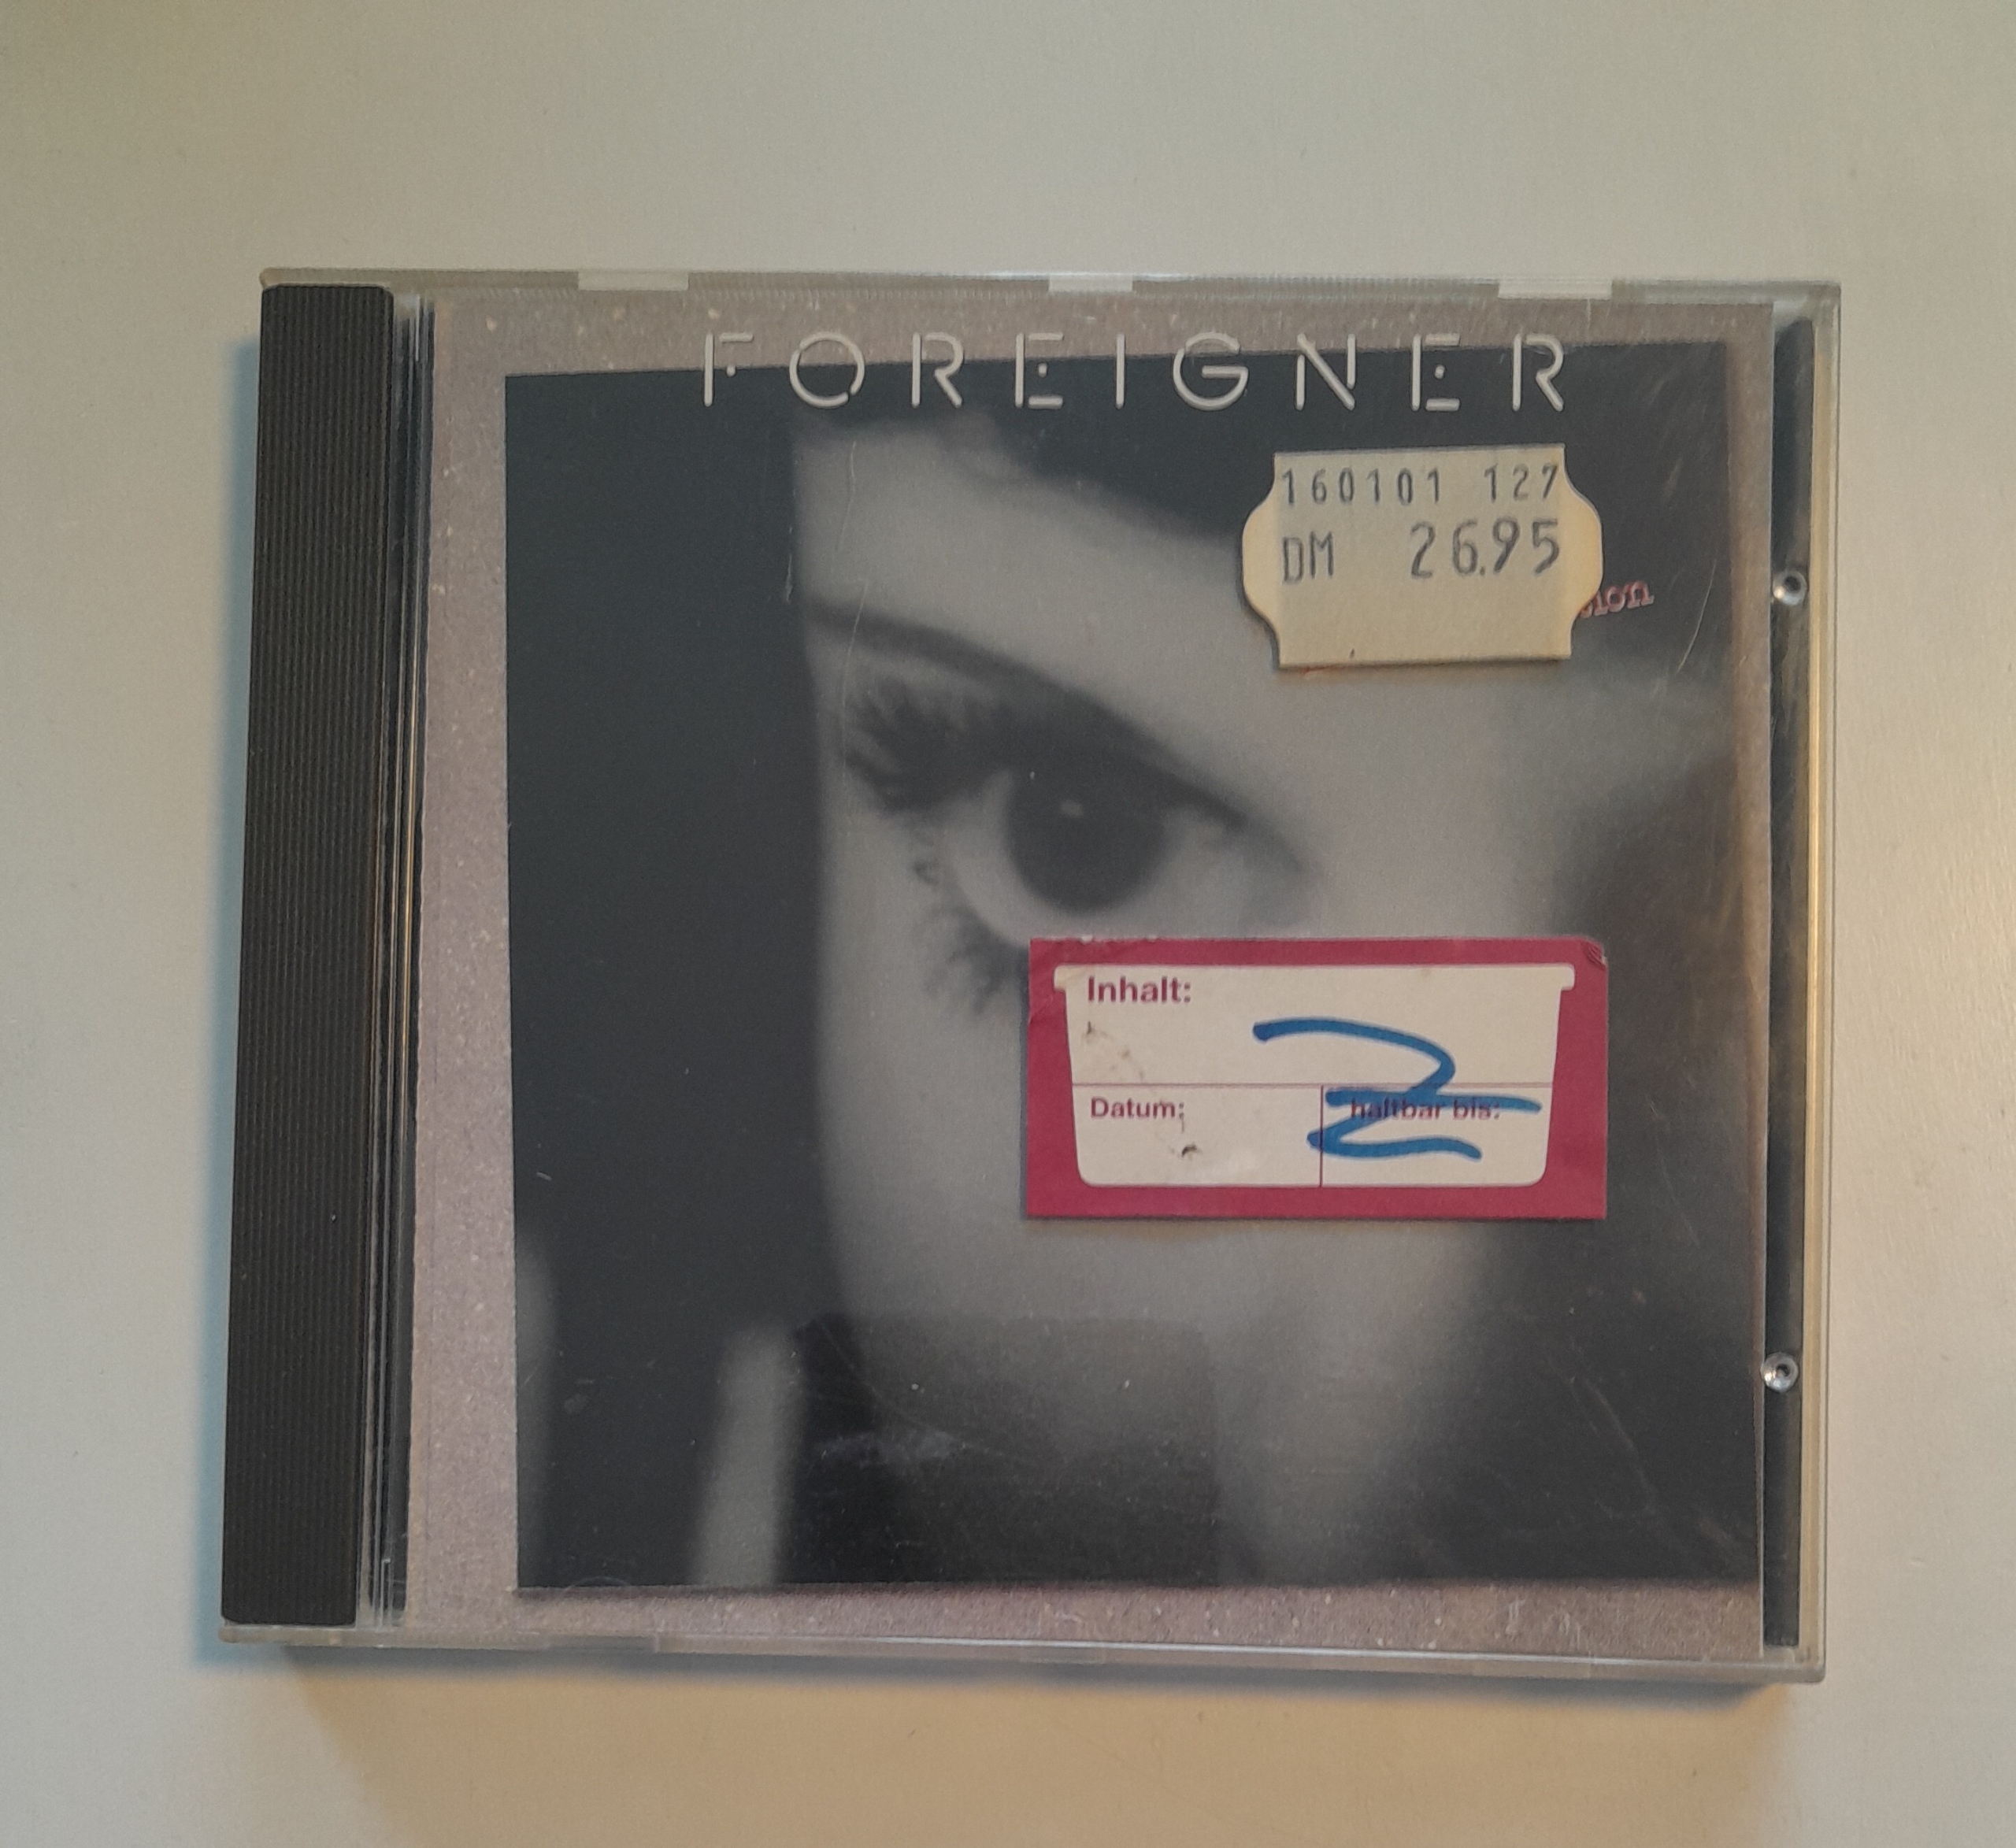 FOREIGNER
160101 127
DM 26.95
Inhalt:
Datum:
haltbar bis: